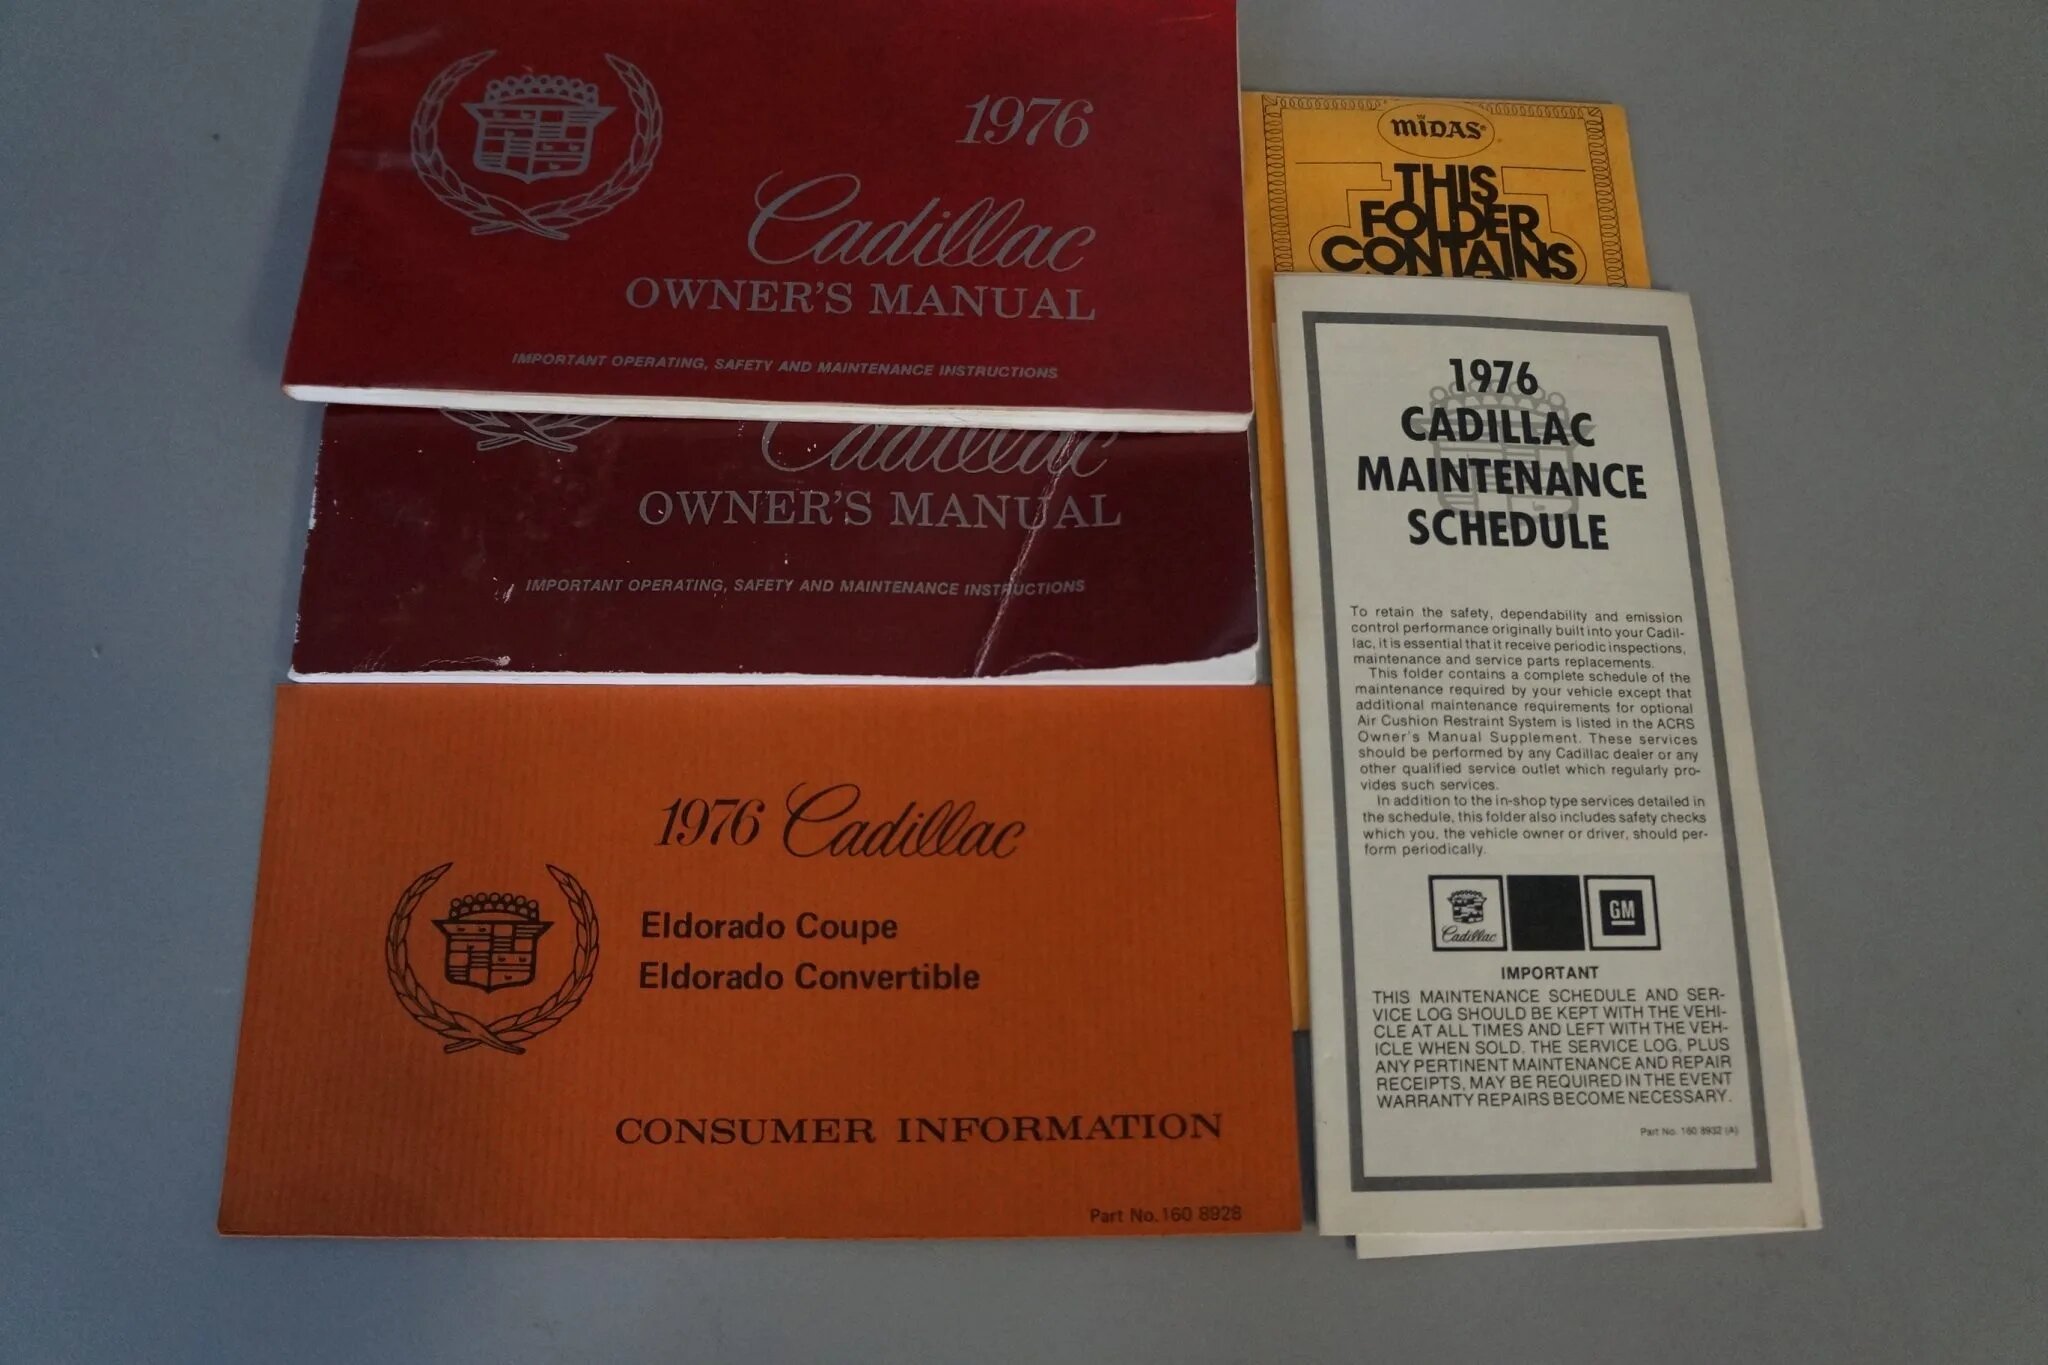 1976
Cadillac
OWNER'S MANUAL
IMPORTANT OPERATING, SAFETY AND MAINTENANCE INSTRUCTIONS
Cadillac
OWNER'S MANUAL
IMPORTANT OPERATING, SAFETY AND MAINTENANCE INSTRUCTIONS
1976 Cadillac
Eldorado Coupe
Eldorado Convertible
CONSUMER INFORMATION
Part No. 160 8928
MIDAS
THIS
FOLDER
CONTAINS
1976
CADILLAC
MAINTENANCE
SCHEDULE
To retain the safety, dependability and emission
control performance originally built into your Cadil-
lac, it is essential that it receive periodic inspections,
maintenance and service parts replacements.
This folder contains a complete schedule of the
maintenance required by your vehicle except that
additional maintenance requirements for optional
Air Cushion Restraint System is listed in the ACRS
Owner's Manual Supplement. These services
should be performed by any Cadillac dealer or any
other qualified service outlet which regularly pro-
vides such services.
In addition to the in-shop type services detailed in
the schedule, this folder also includes safety checks
which you, the vehicle owner or driver, should per-
form periodically.
Cadillac
GM
IMPORTANT
THIS MAINTENANCE SCHEDULE AND SER-
VICE LOG SHOULD BE KEPT WITH THE VEHI-
CLE AT ALL TIMES AND LEFT WITH THE VEH-
ICLE WHEN SOLD. THE SERVICE LOG, PLUS
ANY PERTINENT MAINTENANCE AND REPAIR
RECEIPTS, MAY BE REQUIRED IN THE EVENT
WARRANTY REPAIRS BECOME NECESSARY.
Part No. 160 8932 (A)